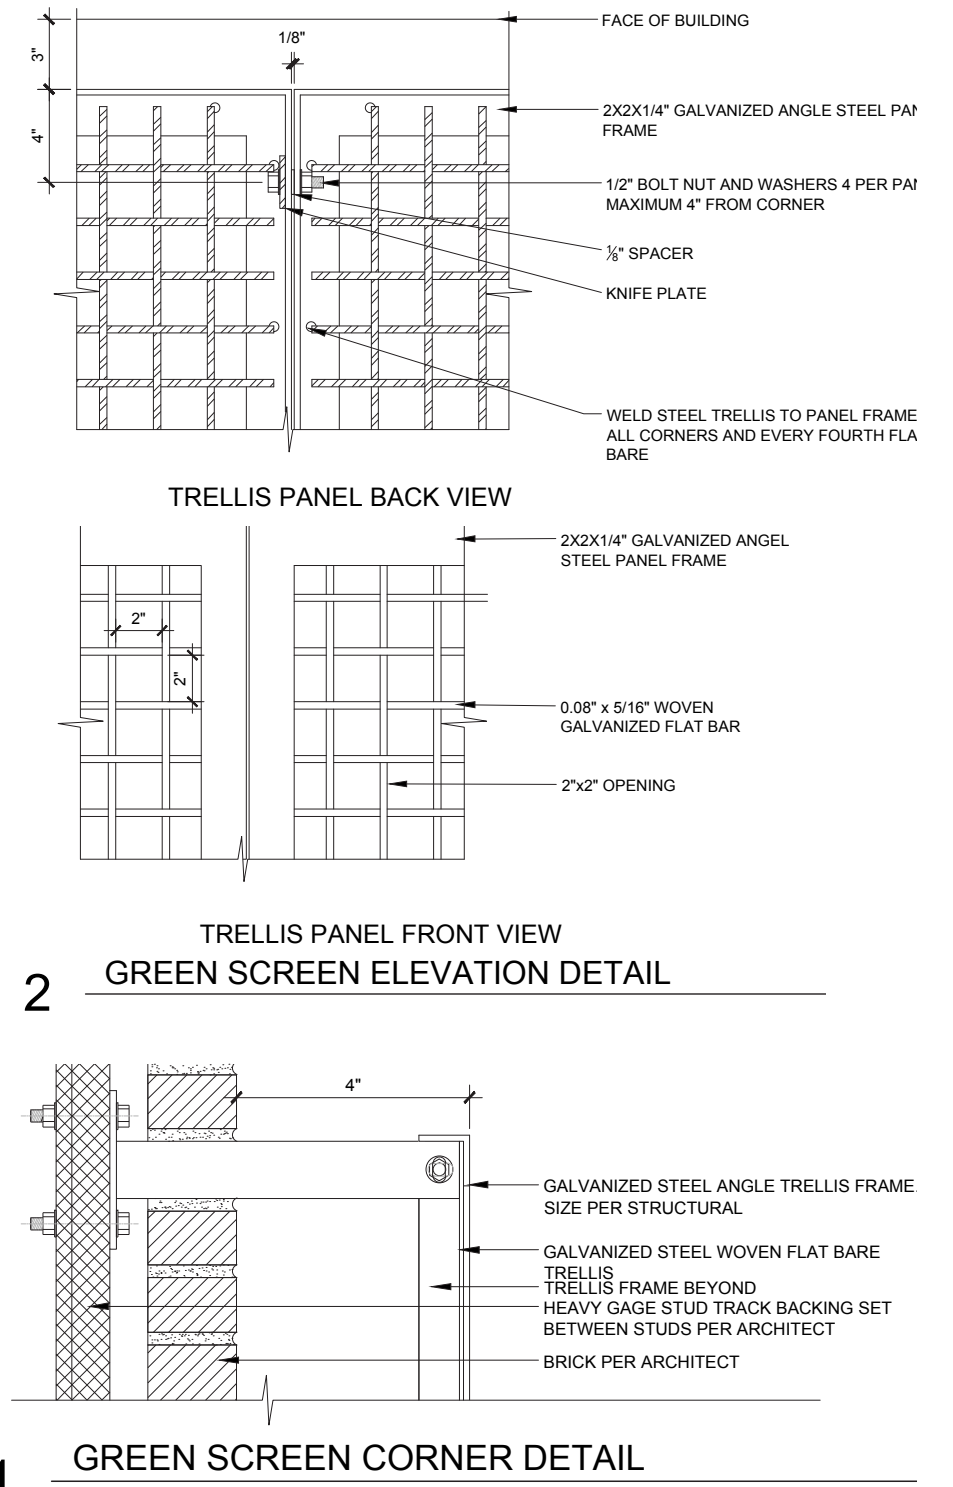 FACE OF BUILDING
1/8"
3"
2X2X1/4" GALVANIZED ANGLE STEEL PAN
FRAME
4"
1/2" BOLT NUT AND WASHERS 4 PER PAN
MAXIMUM 4" FROM CORNER
⅛" SPACER
KNIFE PLATE
WELD STEEL TRELLIS TO PANEL FRAME
ALL CORNERS AND EVERY FOURTH FLA
BARE
TRELLIS PANEL BACK VIEW
2X2X1/4" GALVANIZED ANGEL
STEEL PANEL FRAME
2"
2"
0.08" x 5/16" WOVEN
GALVANIZED FLAT BAR
2"x2" OPENING
TRELLIS PANEL FRONT VIEW
2 GREEN SCREEN ELEVATION DETAIL
4"
GALVANIZED STEEL ANGLE TRELLIS FRAME.
SIZE PER STRUCTURAL
GALVANIZED STEEL WOVEN FLAT BARE
TRELLIS
TRELLIS FRAME BEYOND
HEAVY GAGE STUD TRACK BACKING SET
BETWEEN STUDS PER ARCHITECT
BRICK PER ARCHITECT
GREEN SCREEN CORNER DETAIL